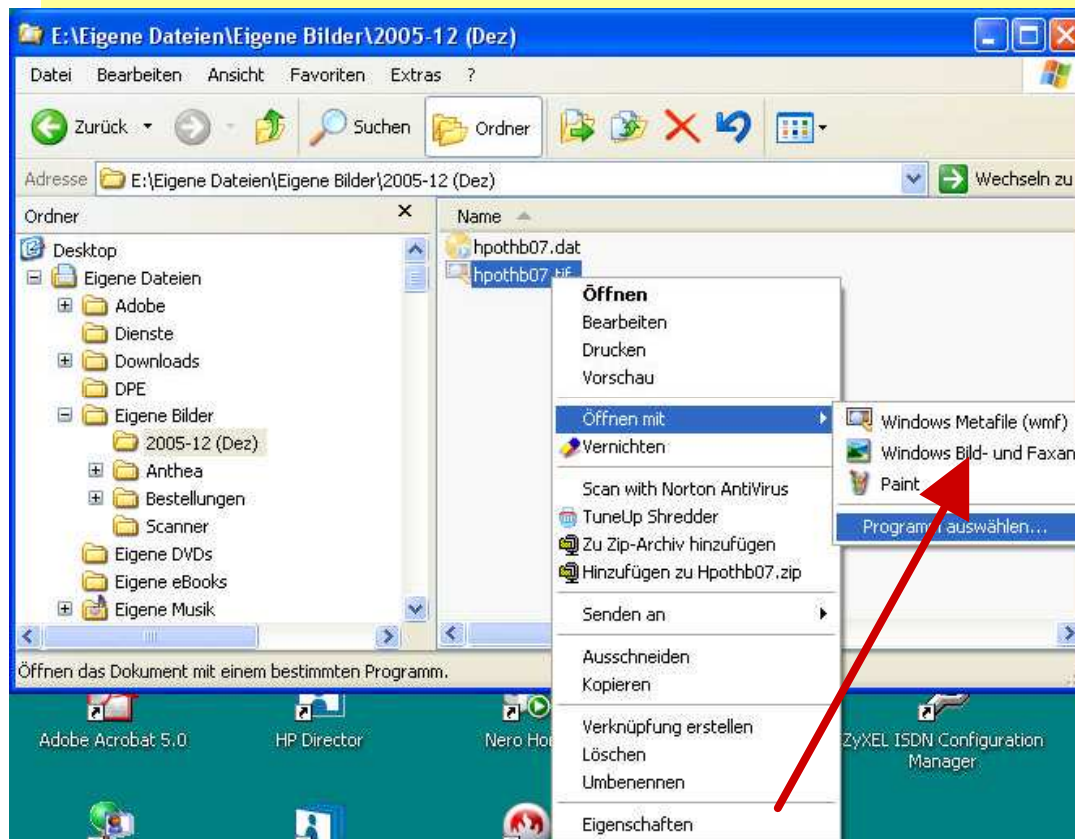 E:\Eigene Dateien\Eigene Bilder\2005-12 (Dez)
Datei Bearbeiten Ansicht Favoriten Extras ?
Zurück Suchen Ordner
Adresse E:\Eigene Dateien\Eigene Bilder\2005-12 (Dez) Wechseln zu
Ordner
Desktop
Eigene Dateien
Adobe
Dienste
Downloads
DPE
Eigene Bilder
2005-12 (Dez)
Anthea
Bestellungen
Scanner
Eigene DVDs
Eigene eBooks
Eigene Musik
Name
hpothb07.dat
hpothb07.tif
Öffnen
Bearbeiten
Drucken
Vorschau
Öffnen mit
Vernichten
Scan with Norton AntiVirus
TuneUp Shredder
Zu Zip-Archiv hinzufügen
Hinzufügen zu Hpothb07.zip
Senden an
Ausschneiden
Kopieren
Verknüpfung erstellen
Löschen
Umbenennen
Eigenschaften
Windows Metafile (wmf)
Windows Bild- und Faxan
Paint
Programm auswählen...
Öffnen das Dokument mit einem bestimmten Programm.
Adobe Acrobat 5.0
HP Director
Nero Ho
ZyXEL ISDN Configuration
Manager